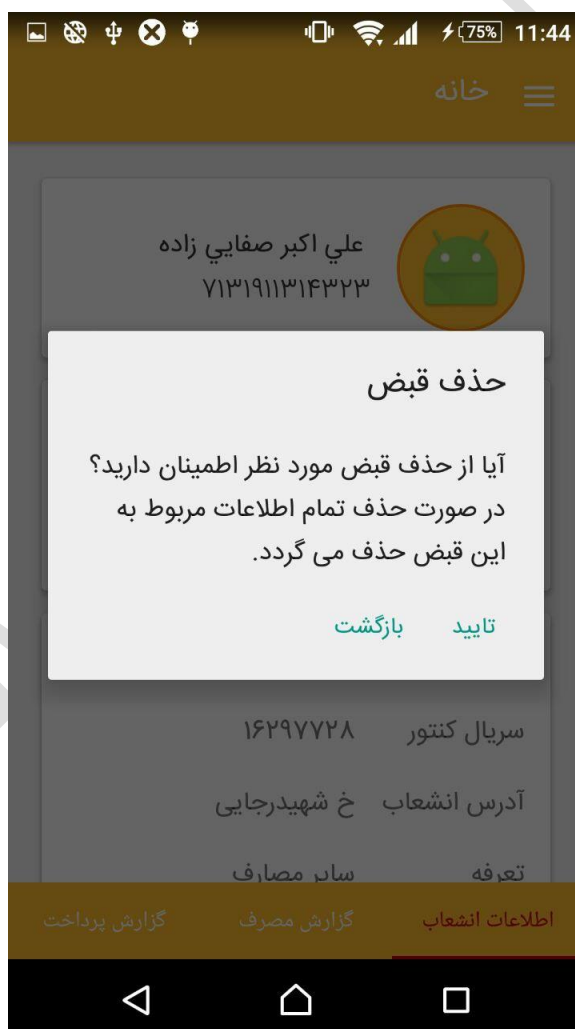 75% 11:44
خانه
علي اكبر صفايي زاده
۷۱۳۱۹۱۱۳۱۴۳۲۳
حذف قبض
آیا از حذف قبض مورد نظر اطمینان دارید؟
در صورت حذف تمام اطلاعات مربوط به
این قبض حذف می گردد.
تایید بازگشت
سریال کنتور ۱۶۲۹۷۷۲۸
آدرس انشعاب خ شهیدرجایی
تعرفه سایر مصارف
اطلاعات انشعاب گزارش مصرف گزارش پرداخت